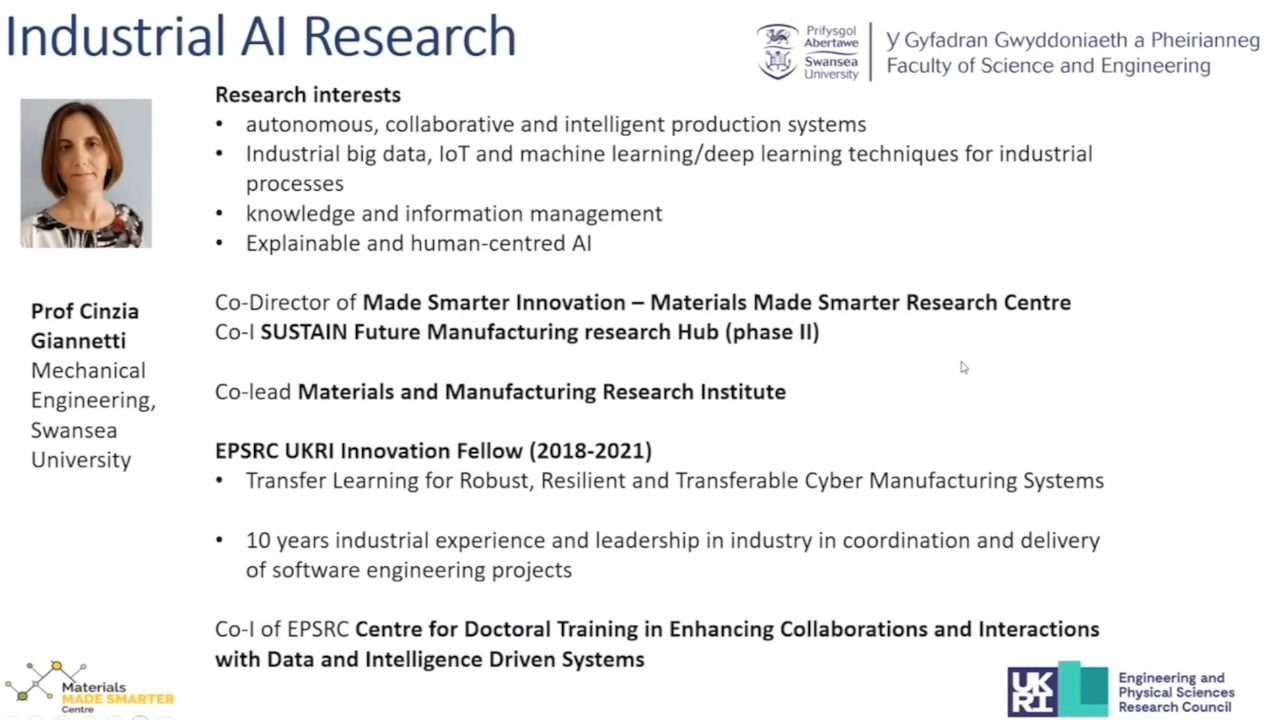 Industrial AI Research
Prifysgol
Abertawe
Swansea
University
Y Gyfadran Gwyddoniaeth a Pheirianneg
Faculty of Science and Engineering
Research interests
• autonomous, collaborative and intelligent production systems
• Industrial big data, IoT and machine learning/deep learning techniques for industrial
processes
• knowledge and information management
• Explainable and human-centred AI
Prof Cinzia
Giannetti
Mechanical
Engineering,
Swansea
University
Co-Director of Made Smarter Innovation – Materials Made Smarter Research Centre
Co-I SUSTAIN Future Manufacturing research Hub (phase II)
Co-lead Materials and Manufacturing Research Institute
EPSRC UKRI Innovation Fellow (2018-2021)
• Transfer Learning for Robust, Resilient and Transferable Cyber Manufacturing Systems
• 10 years industrial experience and leadership in industry in coordination and delivery
of software engineering projects
Co-I of EPSRC Centre for Doctoral Training in Enhancing Collaborations and Interactions
with Data and Intelligence Driven Systems
Materials
MADE SMARTER
Centre
UK
RI
Engineering and
Physical Sciences
Research Council